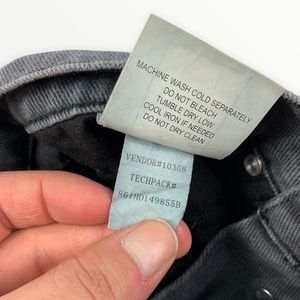 MACHINE WASH COLD SEPARATELY
DO NOT BLEACH
TUMBLE DRY LOW
COOL IRON IF NEEDED
DO NOT DRY CLEAN
VENDOR#10368
TECHPACK#
8641MD149855B